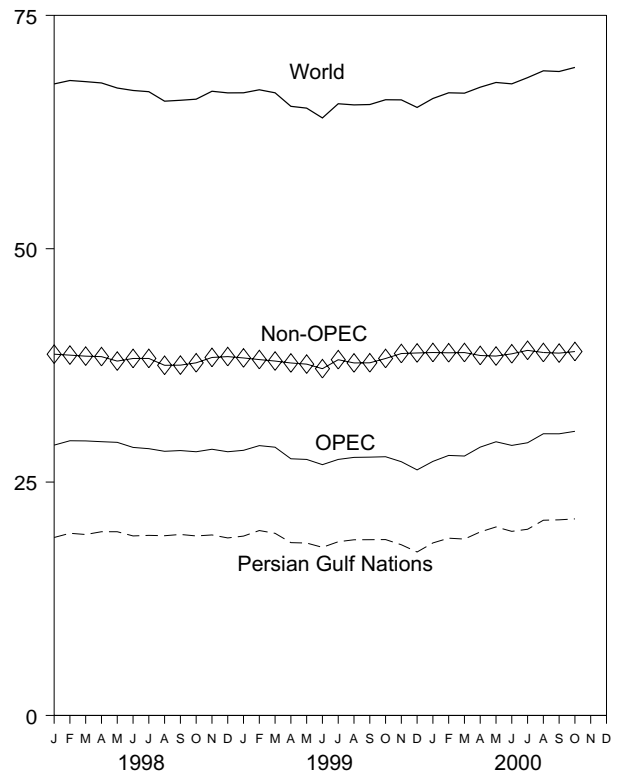 75
World
50
Non-OPEC
OPEC
25
Persian Gulf Nations
0
J F M A M J J A S O N D J F M A M J J A S O N D J F M A M J J A S O N D
1998 1999 2000